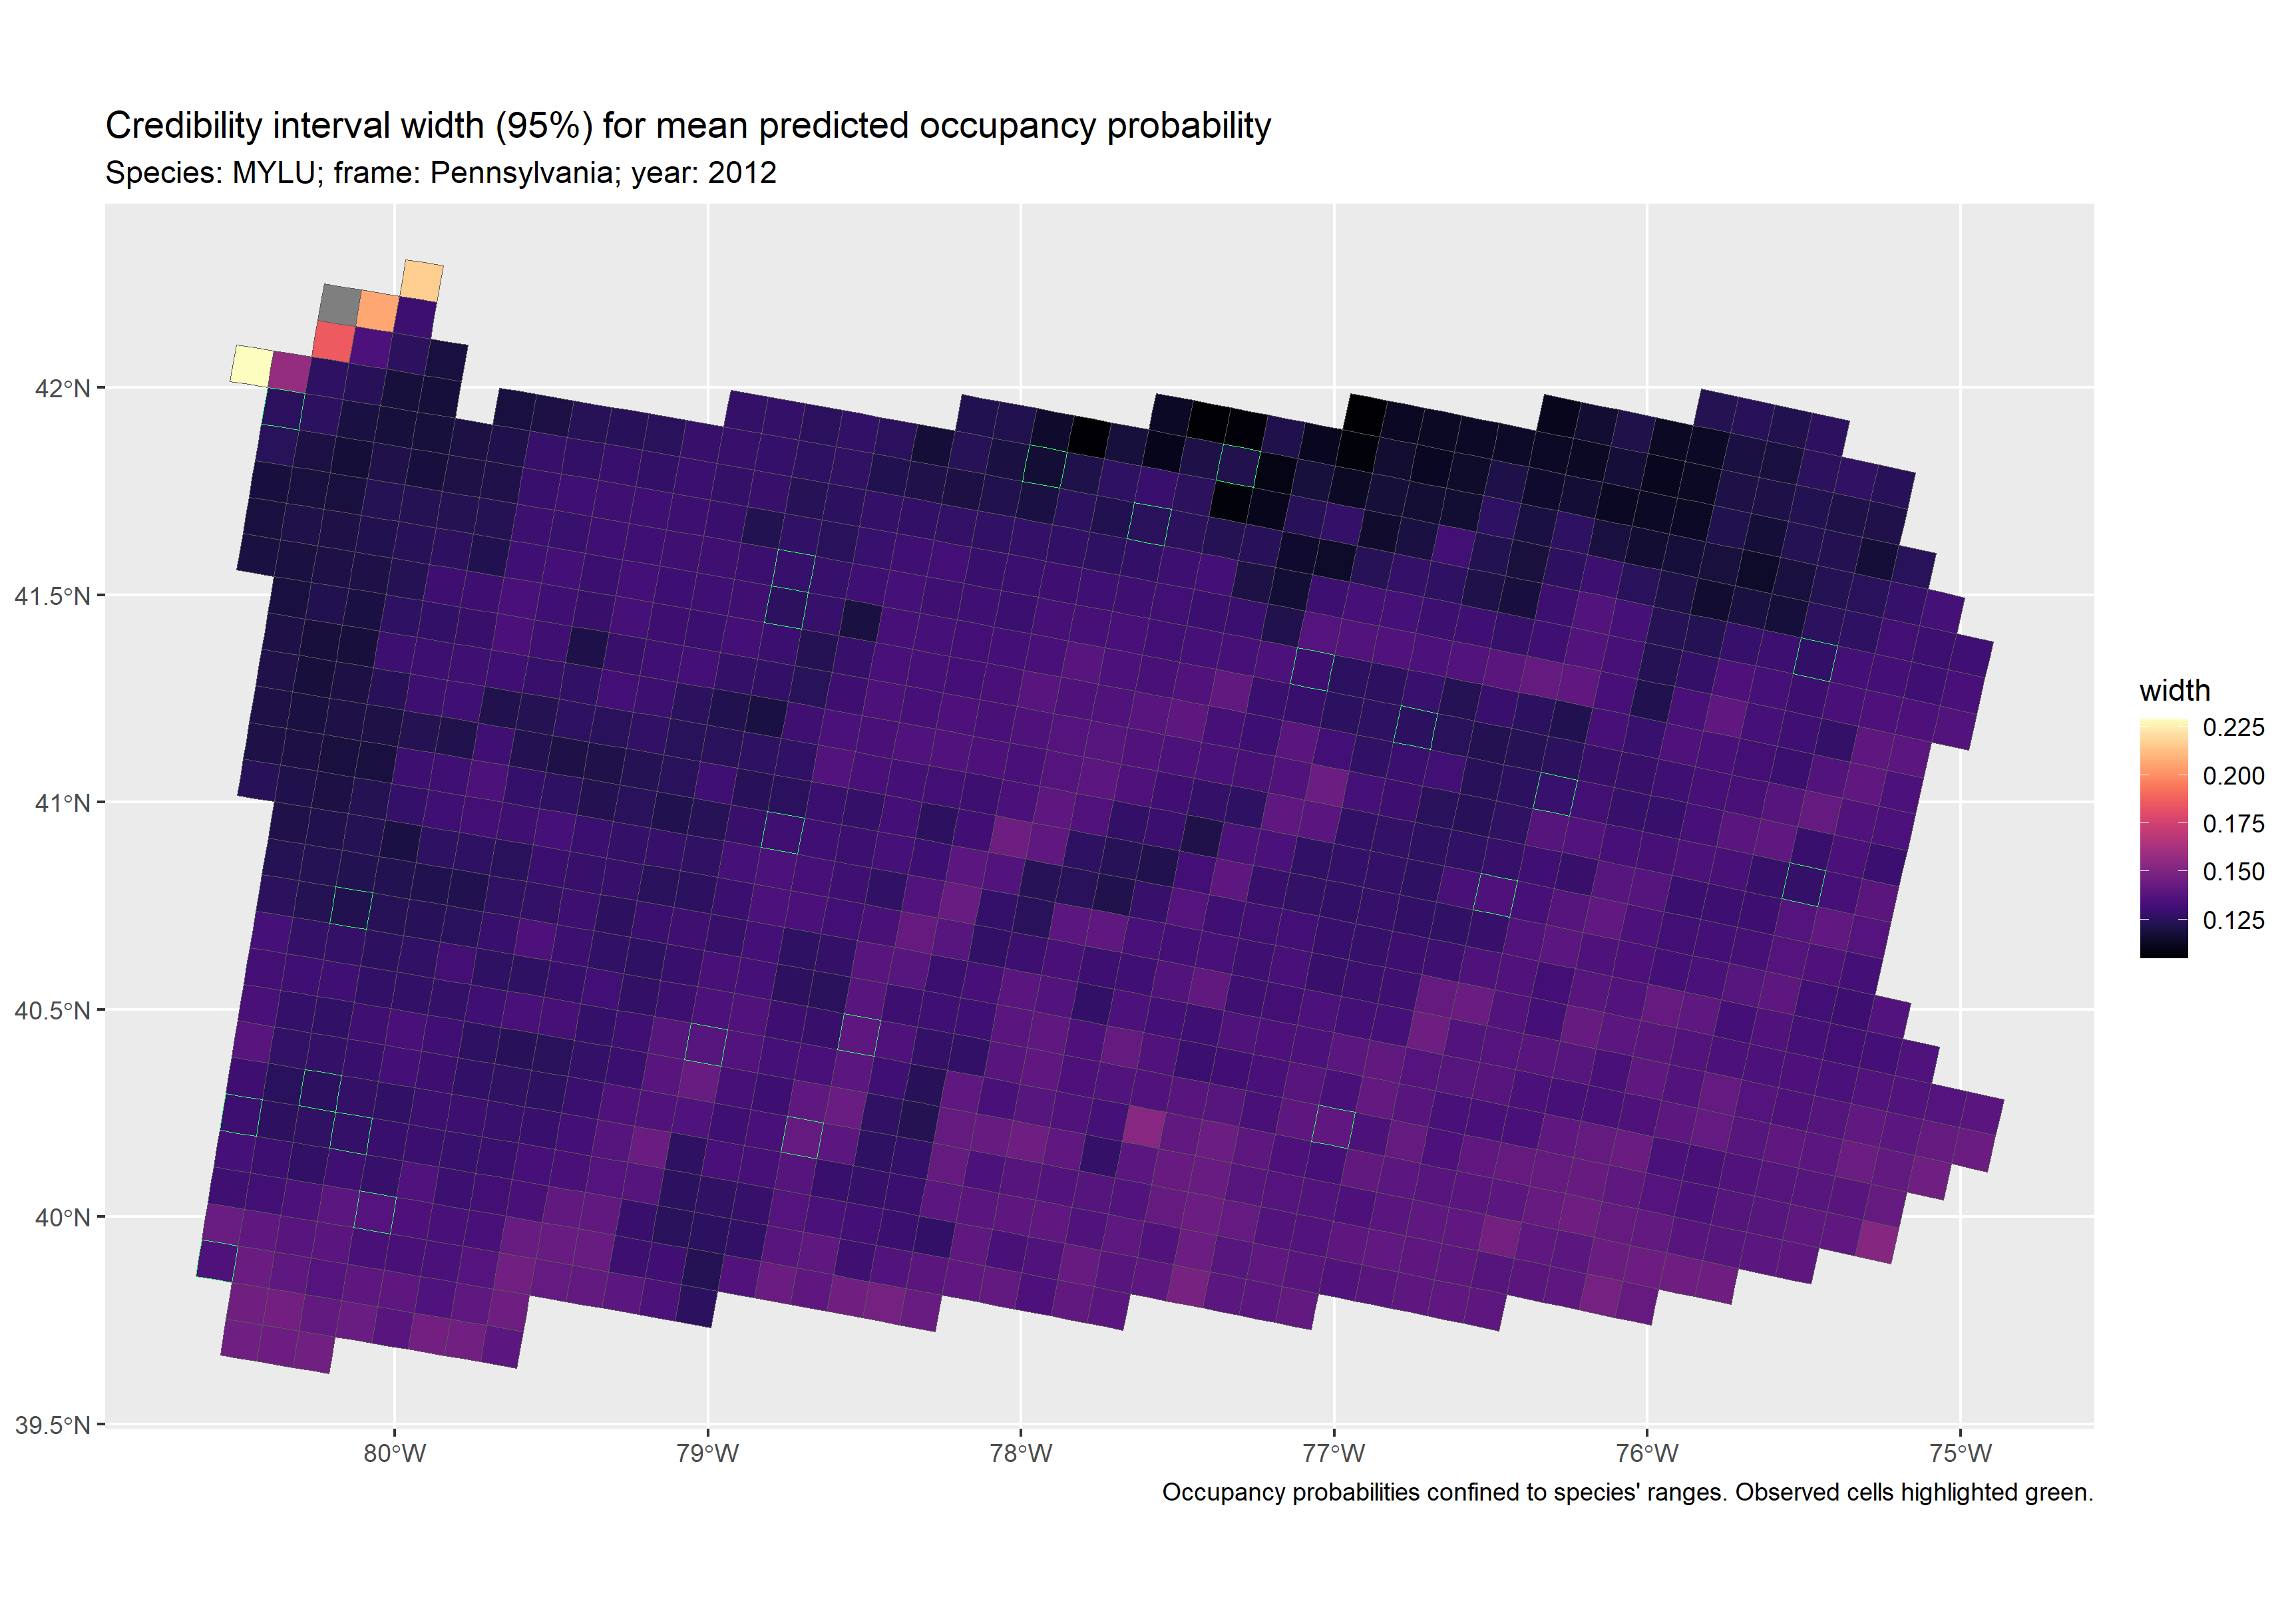 Credibility interval width (95%) for mean predicted occupancy probability
Species: MYLU; frame: Pennsylvania; year: 2012
42°N
41.5°N
41°N
40.5°N
40°N
39.5°N
80°W
79°W
78°W
77°W
76°W
75°W
width
0.225
0.200
0.175
0.150
0.125
Occupancy probabilities confined to species' ranges. Observed cells highlighted green.